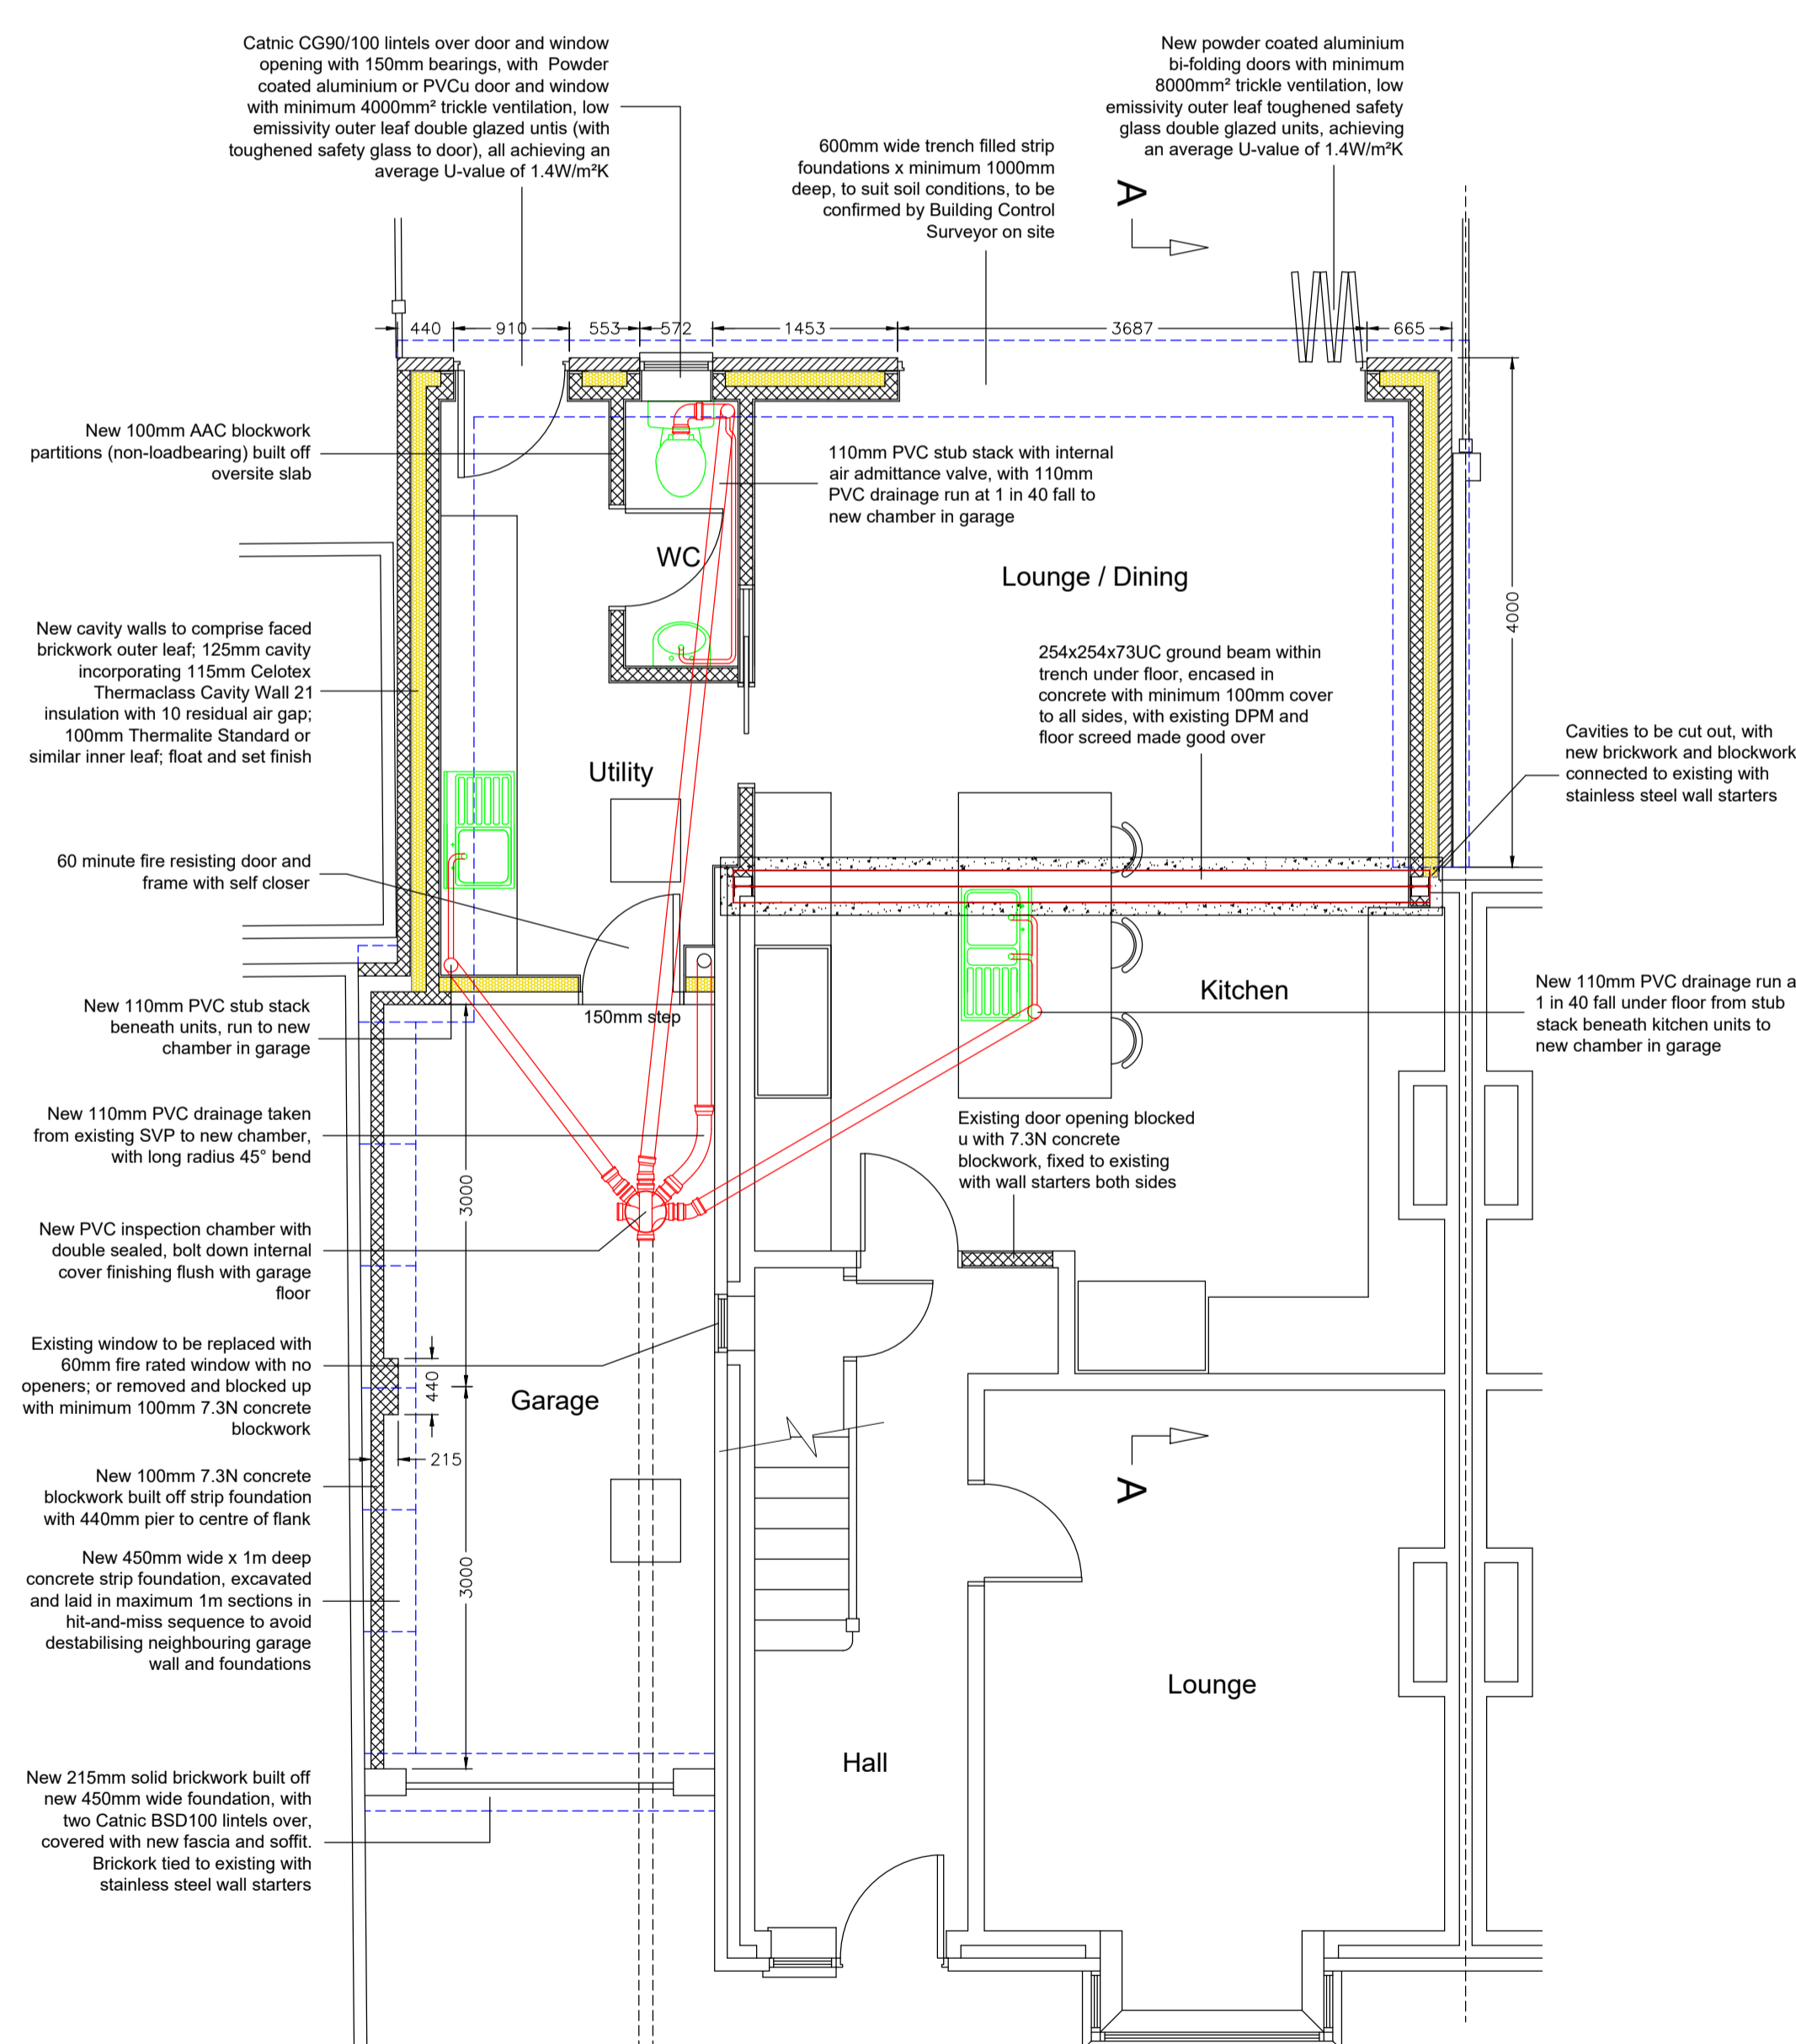 Catnic CG90/100 lintels over door and window
opening with 150mm bearings, with Powder
coated aluminium or PVCu door and window
with minimum 4000mm² trickle ventilation, low
emissivity outer leaf double glazed untis (with
toughened safety glass to door), all achieving an
average U-value of 1.4W/m²K
600mm wide trench filled strip
foundations x minimum 1000mm
deep, to suit soil conditions, to be
confirmed by Building Control
Surveyor on site
New powder coated aluminium
bi-folding doors with minimum
8000mm² trickle ventilation, low
emissivity outer leaf toughened safety
glass double glazed units, achieving
an average U-value of 1.4W/m²K
A
440
910
553
572
1453
3687
665
New 100mm AAC blockwork
partitions (non-loadbearing) built off
oversite slab
110mm PVC stub stack with internal
air admittance valve, with 110mm
PVC drainage run at 1 in 40 fall to
new chamber in garage
WC
Lounge / Dining
4000
New cavity walls to comprise faced
brickwork outer leaf; 125mm cavity
incorporating 115mm Celotex
Thermaclass Cavity Wall 21
insulation with 10 residual air gap;
100mm Thermalite Standard or
similar inner leaf; float and set finish
254x254x73UC ground beam within
trench under floor, encased in
concrete with minimum 100mm cover
to all sides, with existing DPM and
floor screed made good over
Cavities to be cut out, with
new brickwork and blockwork
connected to existing with
stainless steel wall starters
Utility
60 minute fire resisting door and
frame with self closer
Kitchen
New 110mm PVC drainage run a
1 in 40 fall under floor from stub
stack beneath kitchen units to
new chamber in garage
New 110mm PVC stub stack
beneath units, run to new
chamber in garage
150mm step
New 110mm PVC drainage taken
from existing SVP to new chamber,
with long radius 45° bend
Existing door opening blocked
u with 7.3N concrete
blockwork, fixed to existing
with wall starters both sides
3000
New PVC inspection chamber with
double sealed, bolt down internal
cover finishing flush with garage
floor
Existing window to be replaced with
60mm fire rated window with no
openers; or removed and blocked up
with minimum 100mm 7.3N concrete
blockwork
440
Garage
215
A
New 100mm 7.3N concrete
blockwork built off strip foundation
with 440mm pier to centre of flank
New 450mm wide x 1m deep
concrete strip foundation, excavated
and laid in maximum 1m sections in
hit-and-miss sequence to avoid
destabilising neighbouring garage
wall and foundations
3000
Lounge
Hall
New 215mm solid brickwork built off
new 450mm wide foundation, with
two Catnic BSD100 lintels over,
covered with new fascia and soffit.
Brickork tied to existing with
stainless steel wall starters